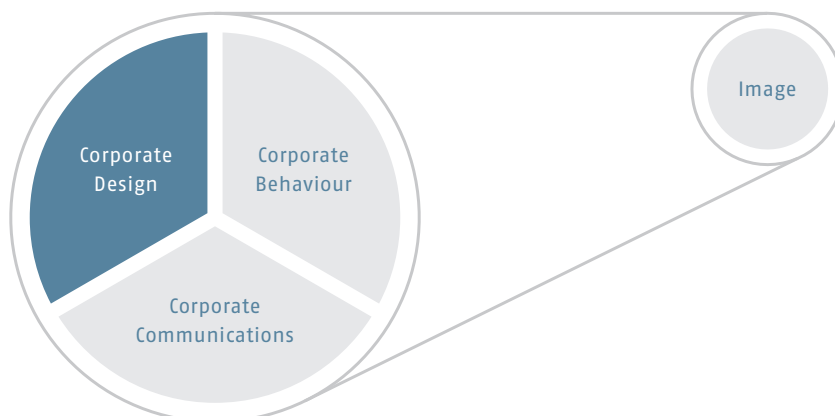 Corporate
Design
Corporate
Behaviour
Corporate
Communications
Image